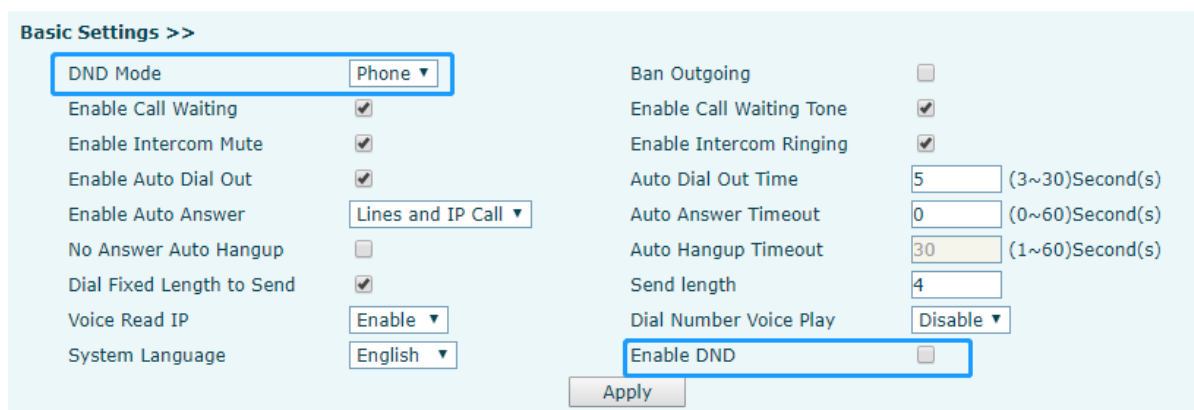 Basic Settings >>
DND Mode Phone ▼ Ban Outgoing
Enable Call Waiting Enable Call Waiting Tone
Enable Intercom Mute Enable Intercom Ringing
Enable Auto Dial Out Auto Dial Out Time 5 (3~30)Second(s)
Enable Auto Answer Lines and IP Call ▼ Auto Answer Timeout 0 (0~60)Second(s)
No Answer Auto Hangup Auto Hangup Timeout 30 (1~60)Second(s)
Dial Fixed Length to Send Send length 4
Voice Read IP Enable ▼ Dial Number Voice Play Disable ▼
System Language English ▼ Enable DND
Apply